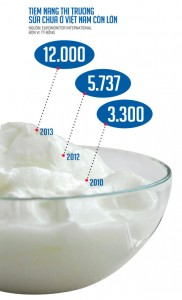 TIỀM NĂNG THỊ TRƯỜNG
SỮA CHUA Ở VIỆT NAM CÒN LỚN
NGUỒN: EUROMONITOR INTERNATIONAL
ĐƠN VỊ: TỶ ĐỒNG
12.000
5.737
3.300
2013
2012
2010